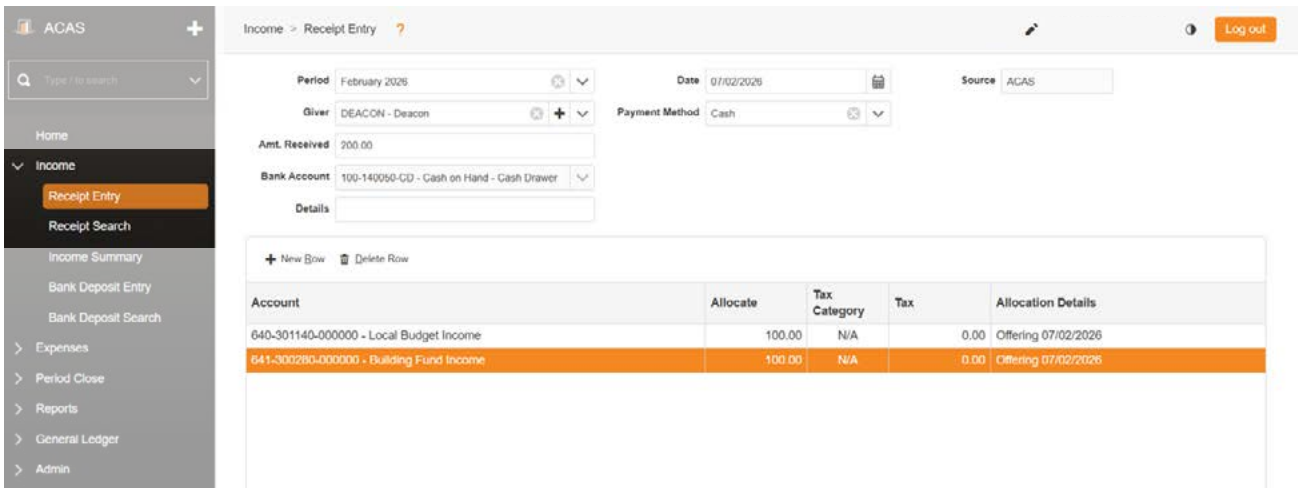 ACAS
Type / to search
Home
Income
Receipt Entry
Receipt Search
Income Summary
Bank Deposit Entry
Bank Deposit Search
Expenses
Period Close
Reports
General Ledger
Admin
Income > Receipt Entry ?
Log out
Period February 2026
Date 07/02/2026
Source ACAS
Giver DEACON - Deacon
Payment Method Cash
Amt. Received 200.00
Bank Account 100-140050-CD - Cash on Hand - Cash Drawer
Details
New Row Delete Row
Account Allocate Tax Category Tax Allocation Details
640-301140-000000 - Local Budget Income 100.00 N/A 0.00 Offering 07/02/2026
641-300280-000000 - Building Fund Income 100.00 N/A 0.00 Offering 07/02/2026